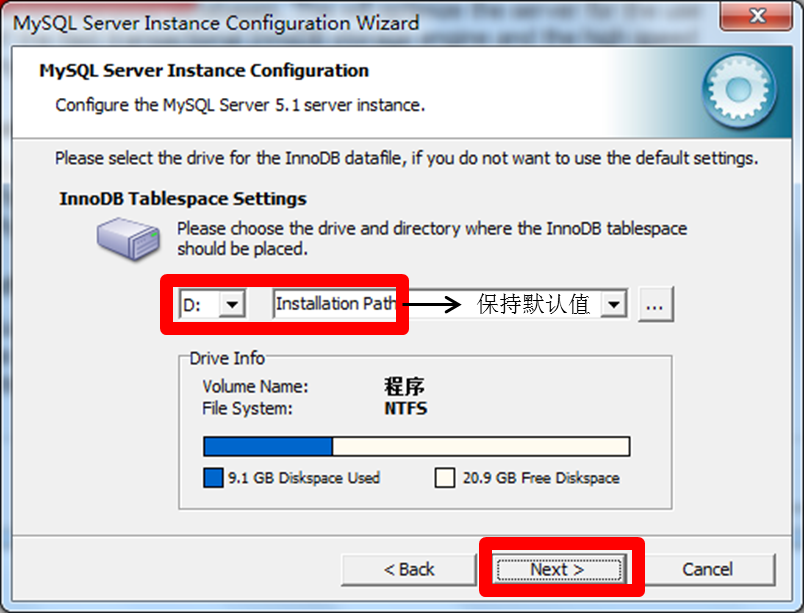 MySQL Server Instance Configuration Wizard
MySQL Server Instance Configuration
Configure the MySQL Server 5.1 server instance.
Please select the drive for the InnoDB datafile, if you do not want to use the default settings.
InnoDB Tablespace Settings
Please choose the drive and directory where the InnoDB tablespace
should be placed.
D: Installation Path 保持默认值 ...
Drive Info
Volume Name: 程序
File System: NTFS
9.1 GB Diskspace Used 20.9 GB Free Diskspace
< Back Next > Cancel